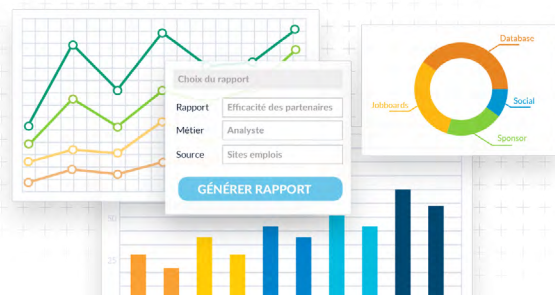 Choix du rapport
Rapport Efficacité des partenaires
Métier Analyste
Source Sites emplois
GÉNÉRER RAPPORT
Database
Jobboards
Social
Sponsor
50
25